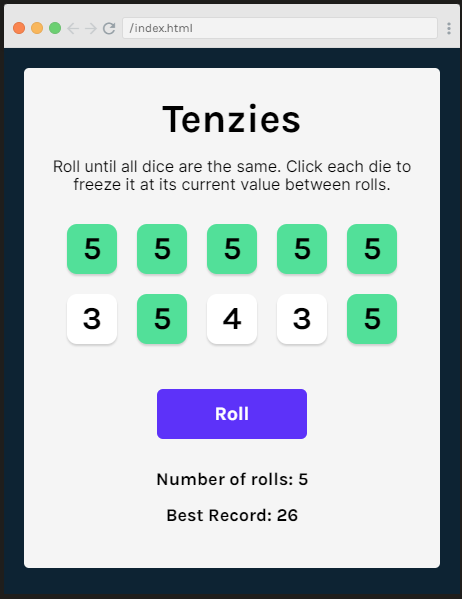 /index.html
Tenzies
Roll until all dice are the same. Click each die to
freeze it at its current value between rolls.
5 5 5 5 5
3 5 4 3 5
Roll
Number of rolls: 5
Best Record: 26